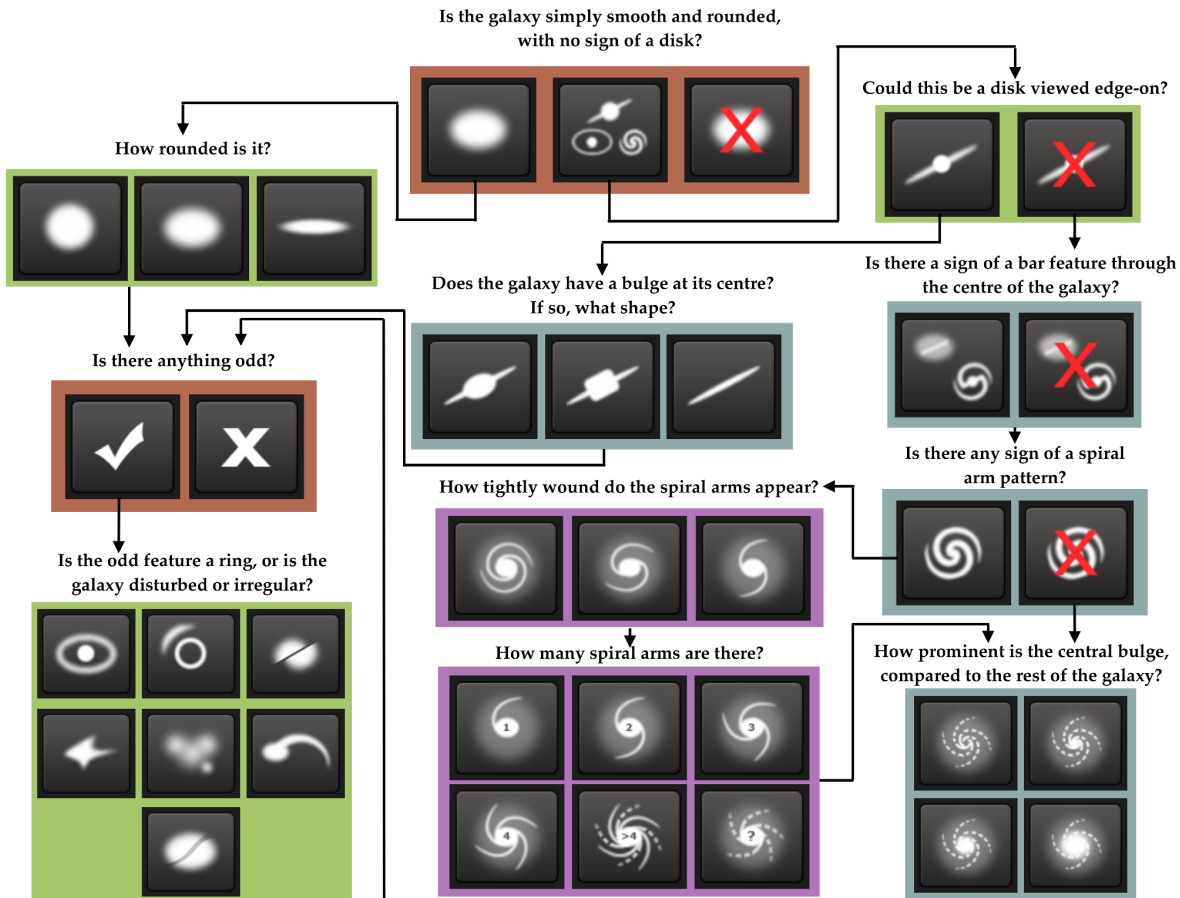 Is the galaxy simply smooth and rounded,
with no sign of a disk?
Could this be a disk viewed edge-on?
How rounded is it?
Is there a sign of a bar feature through
the centre of the galaxy?
Does the galaxy have a bulge at its centre?
If so, what shape?
Is there anything odd?
Is there any sign of a spiral
arm pattern?
How tightly wound do the spiral arms appear?
Is the odd feature a ring, or is the
galaxy disturbed or irregular?
How many spiral arms are there?
How prominent is the central bulge,
compared to the rest of the galaxy?
1
2
3
4
>4
?